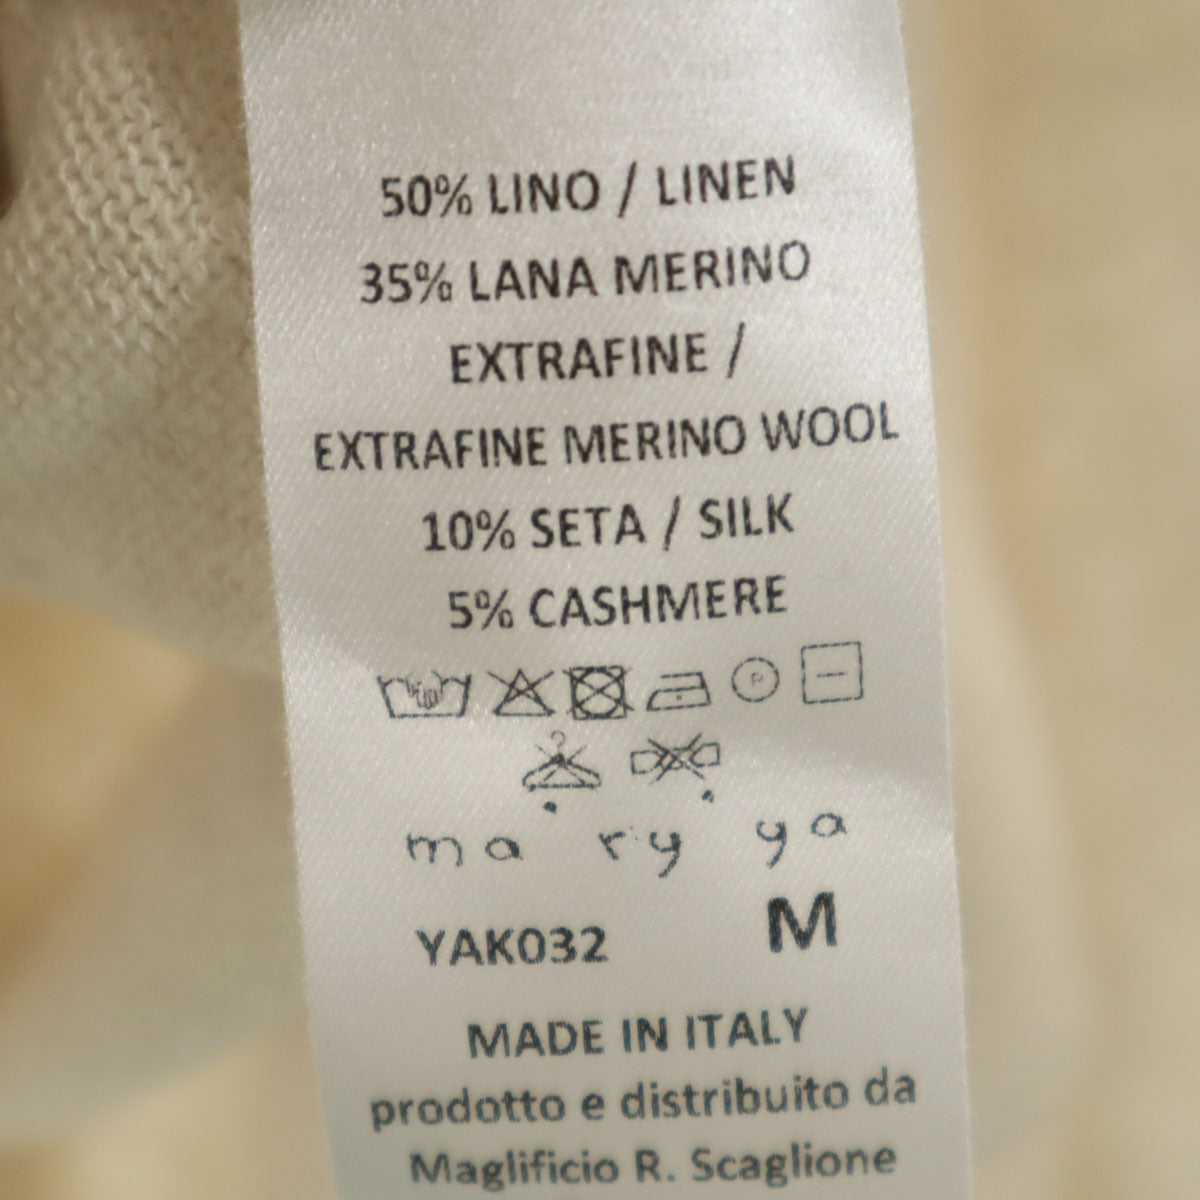 50% LINO / LINEN
35% LANA MERINO
EXTRAFINE /
EXTRAFINE MERINO WOOL
10% SETA / SILK
5% CASHMERE
P
ma'ry'ya
YAK032 M
MADE IN ITALY
prodotto e distribuito da
Maglificio R. Scaglione